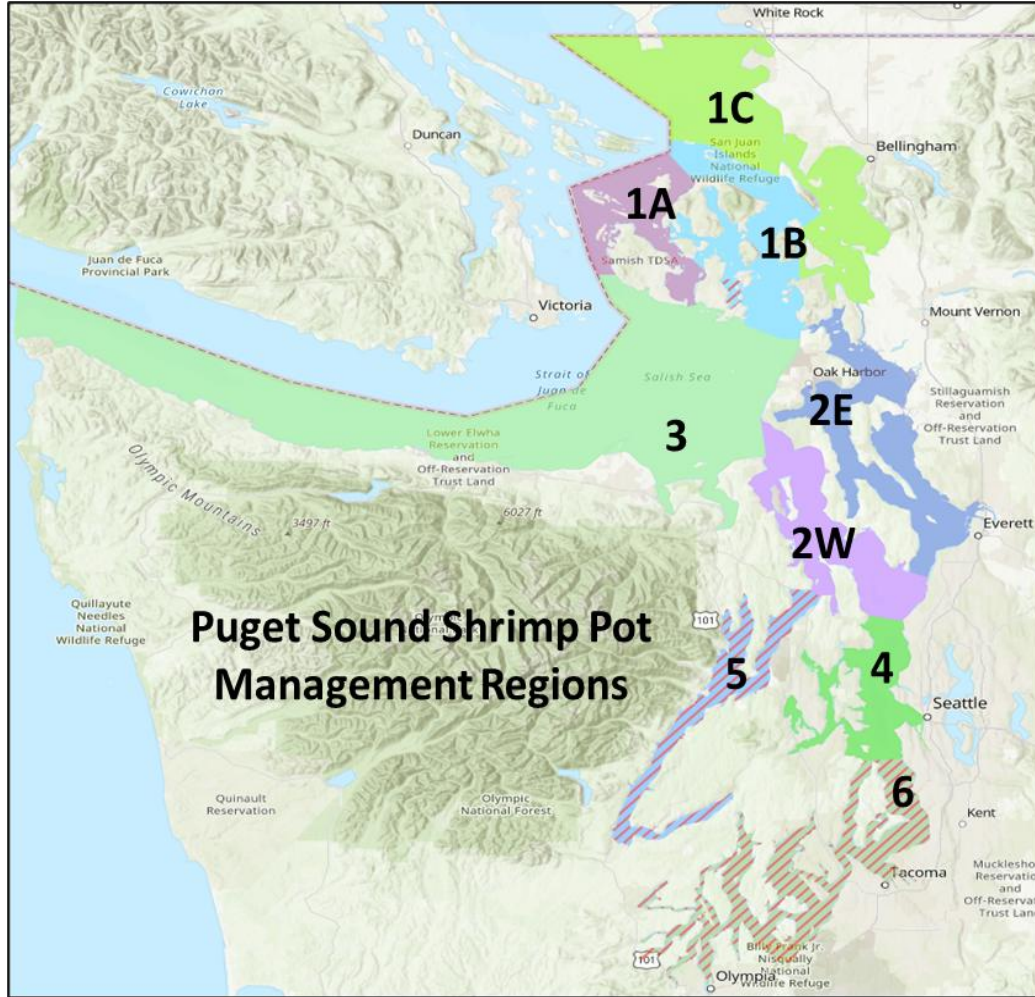 White Rock
Cowichan
Lake
Duncan
1C
San Juan
Islands
National
Wildlife Refuge
Bellingham
1A
1B
Juan de Fuca
Provincial Park
Samish TDSA
Victoria
Mount Vernon
Strait of
Juan de
Fuca
Salish Sea
Oak Harbor
2E
Stillaguamish
Reservation
and
Off-Reservation
Trust Land
3
Lower Elwha
Reservation
and
Off-Reservation
Trust Land
Olympic Mountains
3497 ft
6027 ft
Everett
2W
Quillayute
Needles
National
Wildlife Refuge
101
Puget Sound Shrimp Pot
Management Regions
5
4
Seattle
6
Quinault
Reservation
Olympic
National Forest
Kent
Tacoma
Reservation
and
Off-Reservation
Trust Land
101
Billy Frank Jr.
Nisqually
National
Wildlife Refuge
Olympia